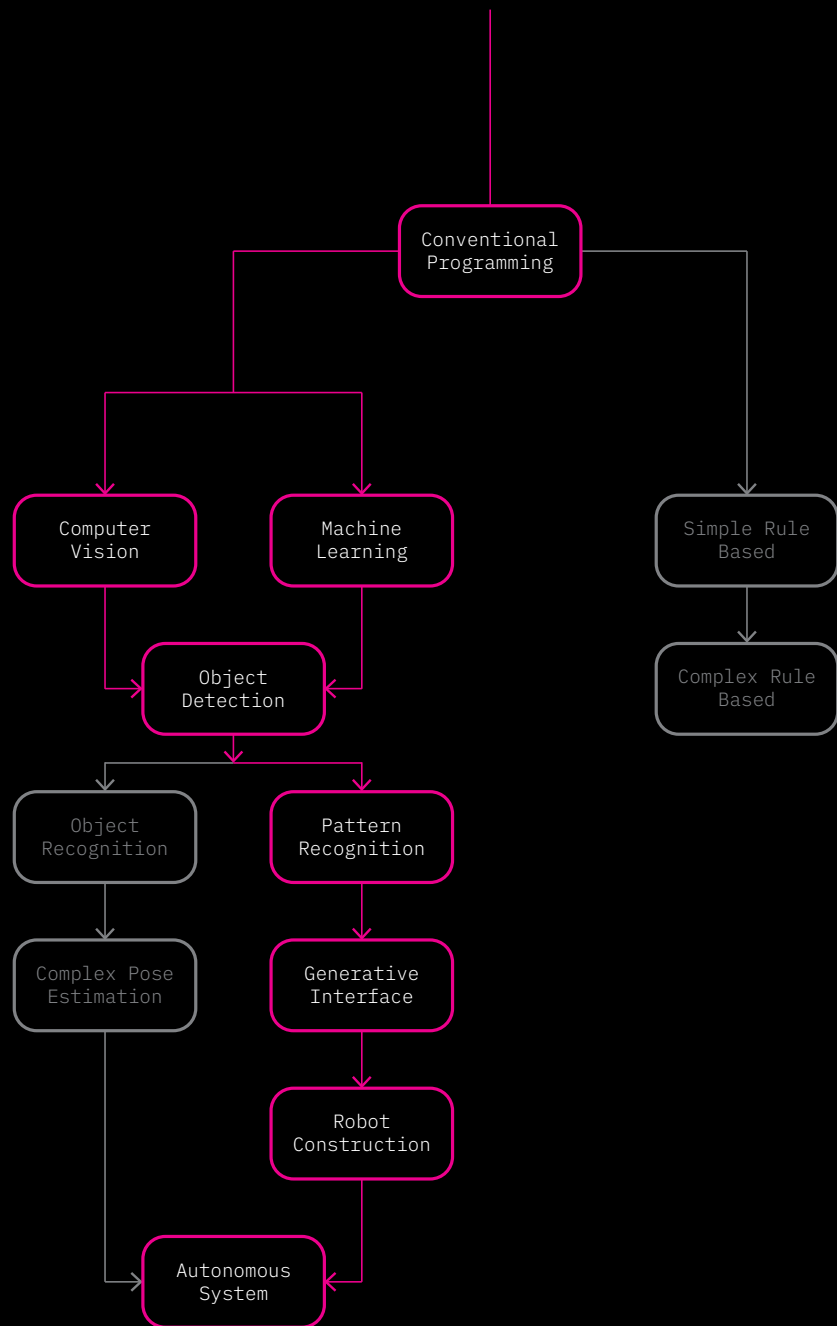 Conventional
Programming
Computer
Vision
Machine
Learning
Simple Rule
Based
Object
Detection
Complex Rule
Based
Object
Recognition
Pattern
Recognition
Complex Pose
Estimation
Generative
Interface
Robot
Construction
Autonomous
System